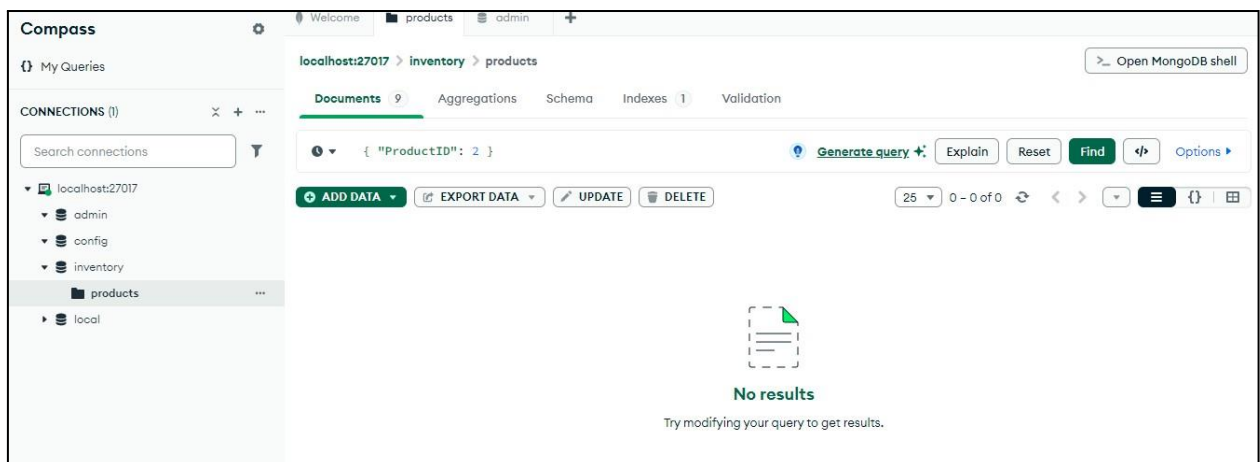 Compass
My Queries
CONNECTIONS (1)
Search connections
localhost:27017
admin
config
inventory
products
local
Welcome
products
admin
localhost:27017 > inventory > products
>_ Open MongoDB shell
Documents 9 Aggregations Schema Indexes 1 Validation
{ "ProductID": 2 }
Generate query
Explain
Reset
Find
</>
Options
ADD DATA
EXPORT DATA
UPDATE
DELETE
25
0 – 0 of 0
{}
No results
Try modifying your query to get results.